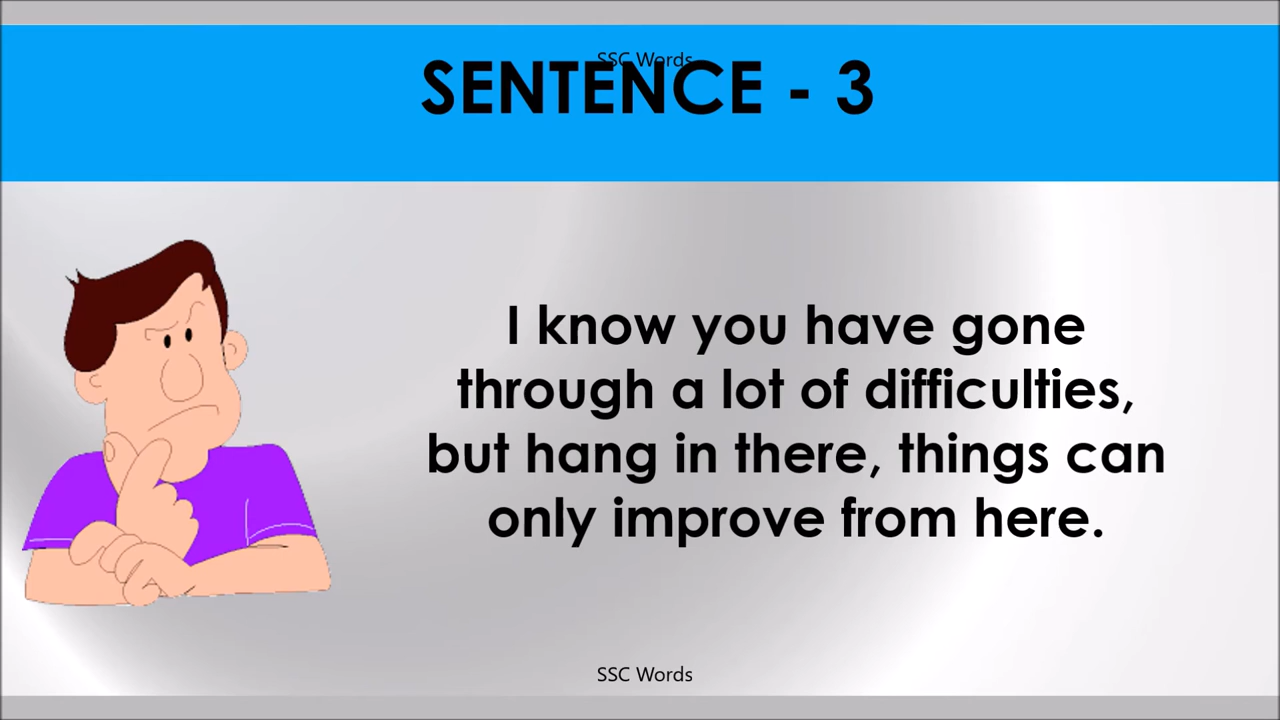 SSC Words
SENTENCE - 3
I know you have gone
through a lot of difficulties,
but hang in there, things can
only improve from here.
SSC Words